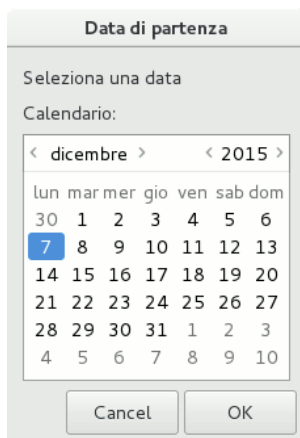 Data di partenza
Seleziona una data
Calendario:
< dicembre > < 2015 >
lun mar mer gio ven sab dom
30 1 2 3 4 5 6
7 8 9 10 11 12 13
14 15 16 17 18 19 20
21 22 23 24 25 26 27
28 29 30 31 1 2 3
4 5 6 7 8 9 10
Cancel OK